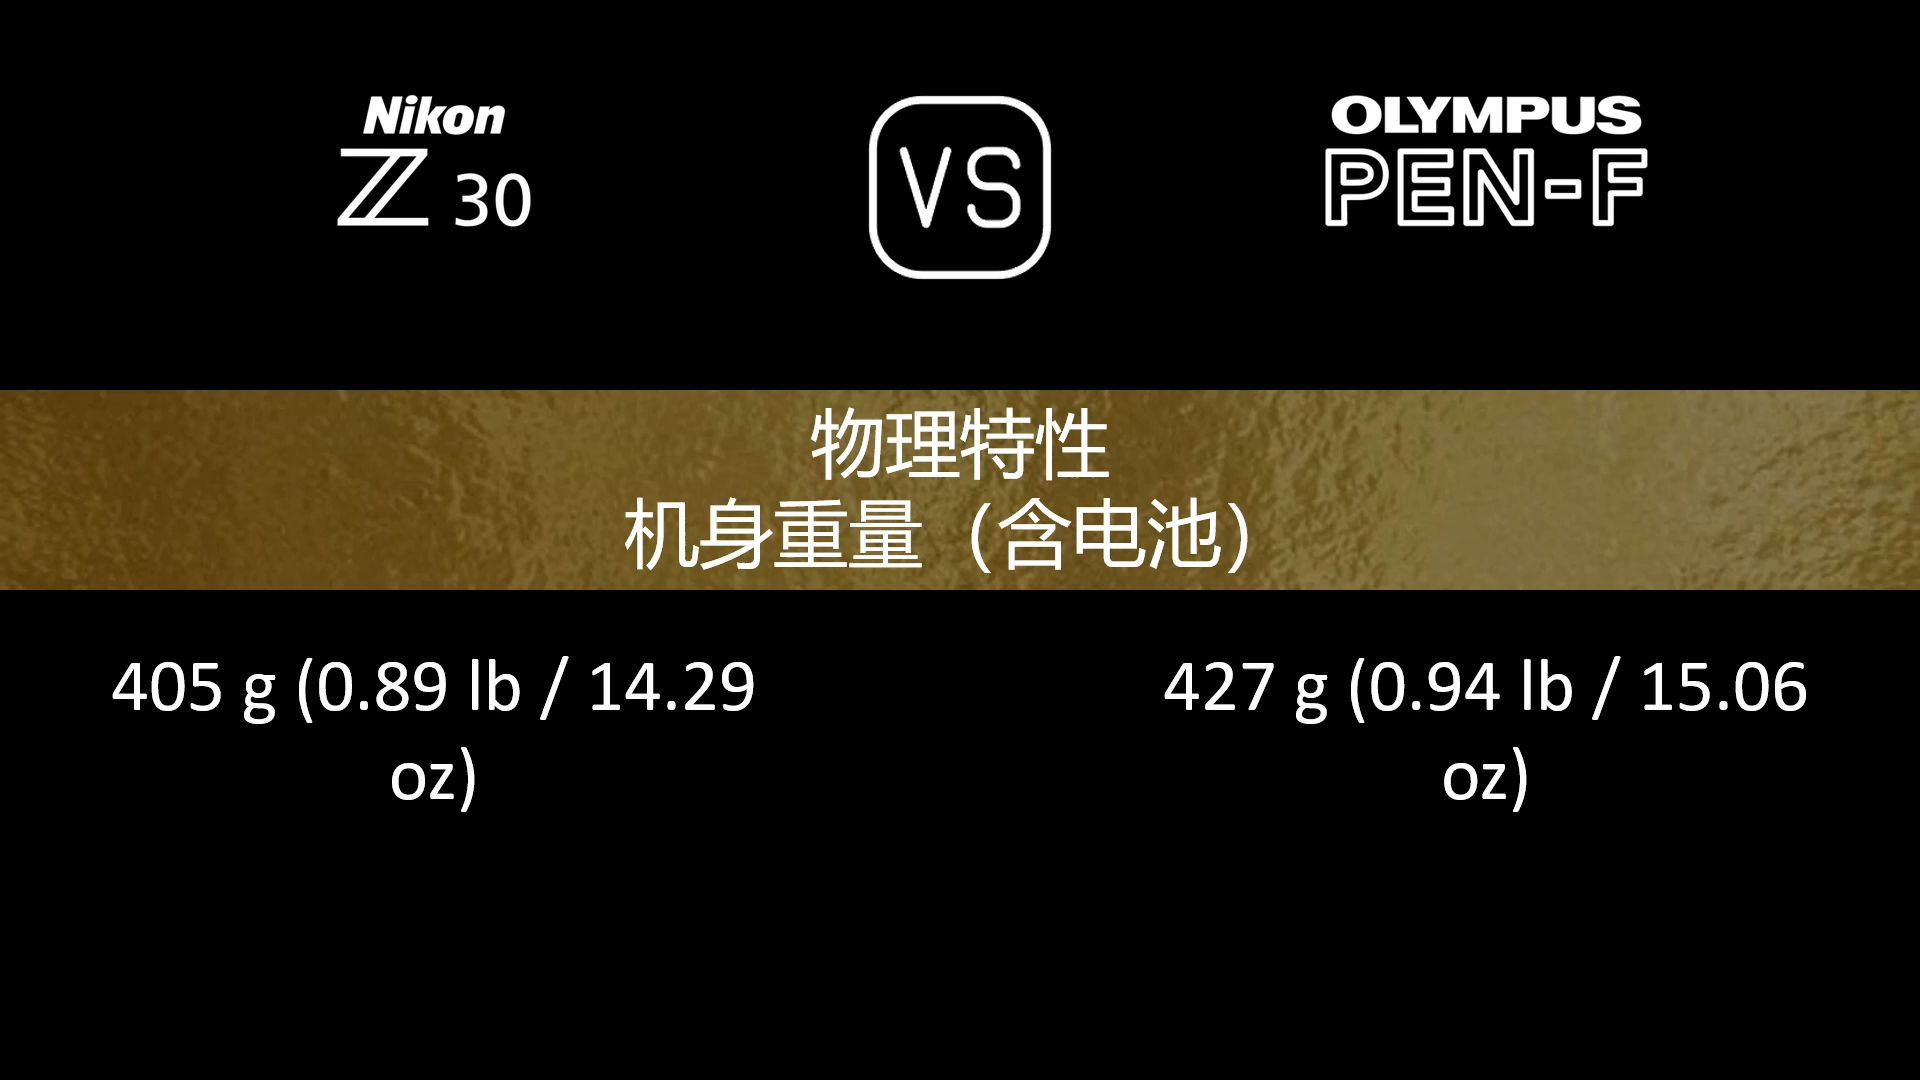 Nikon
Z 30
VS
OLYMPUS
PEN-F
物理特性
机身重量（含电池）
405 g (0.89 lb / 14.29
oz)
427 g (0.94 lb / 15.06
oz)